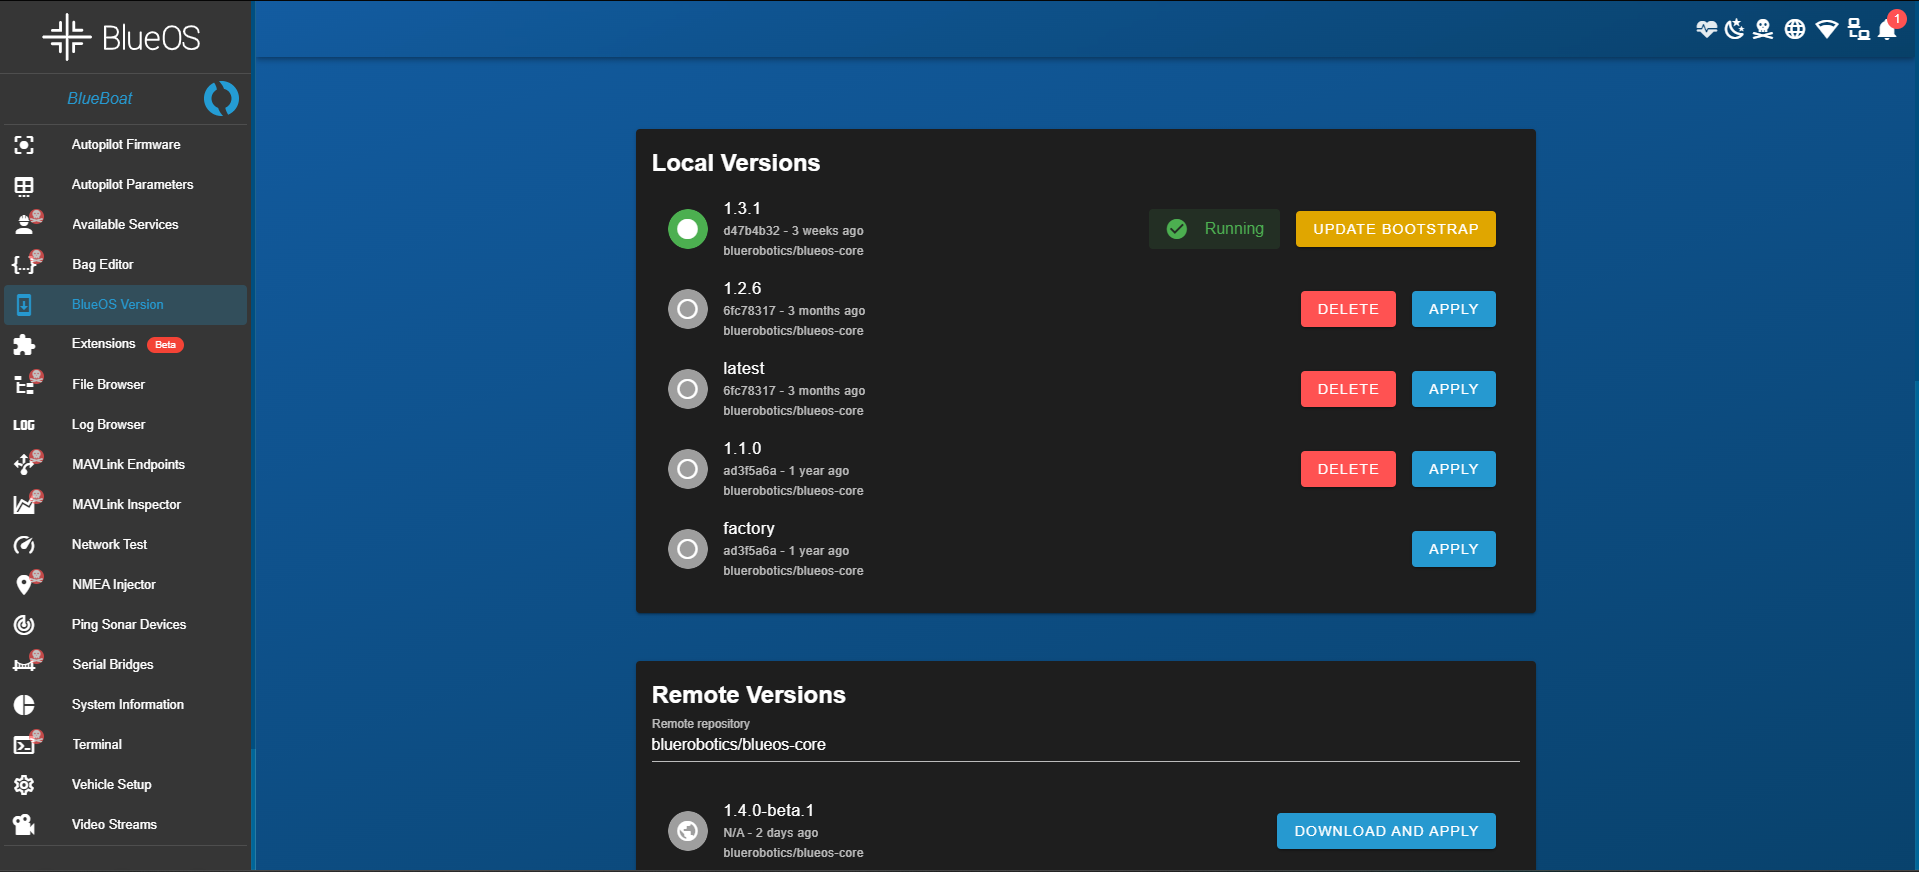 BlueOS
1
BlueBoat
Autopilot Firmware
Autopilot Parameters
Available Services
Bag Editor
BlueOS Version
Extensions Beta
File Browser
LOG Log Browser
MAVLink Endpoints
MAVLink Inspector
Network Test
NMEA Injector
Ping Sonar Devices
Serial Bridges
System Information
Terminal
Vehicle Setup
Video Streams
Local Versions
1.3.1
d47b4b32 - 3 weeks ago
bluerobotics/blueos-core
Running UPDATE BOOTSTRAP
1.2.6
6fc78317 - 3 months ago
bluerobotics/blueos-core
DELETE APPLY
latest
6fc78317 - 3 months ago
bluerobotics/blueos-core
DELETE APPLY
1.1.0
ad3f5a6a - 1 year ago
bluerobotics/blueos-core
DELETE APPLY
factory
ad3f5a6a - 1 year ago
bluerobotics/blueos-core
APPLY
Remote Versions
Remote repository
bluerobotics/blueos-core
1.4.0-beta.1
N/A - 2 days ago
bluerobotics/blueos-core
DOWNLOAD AND APPLY